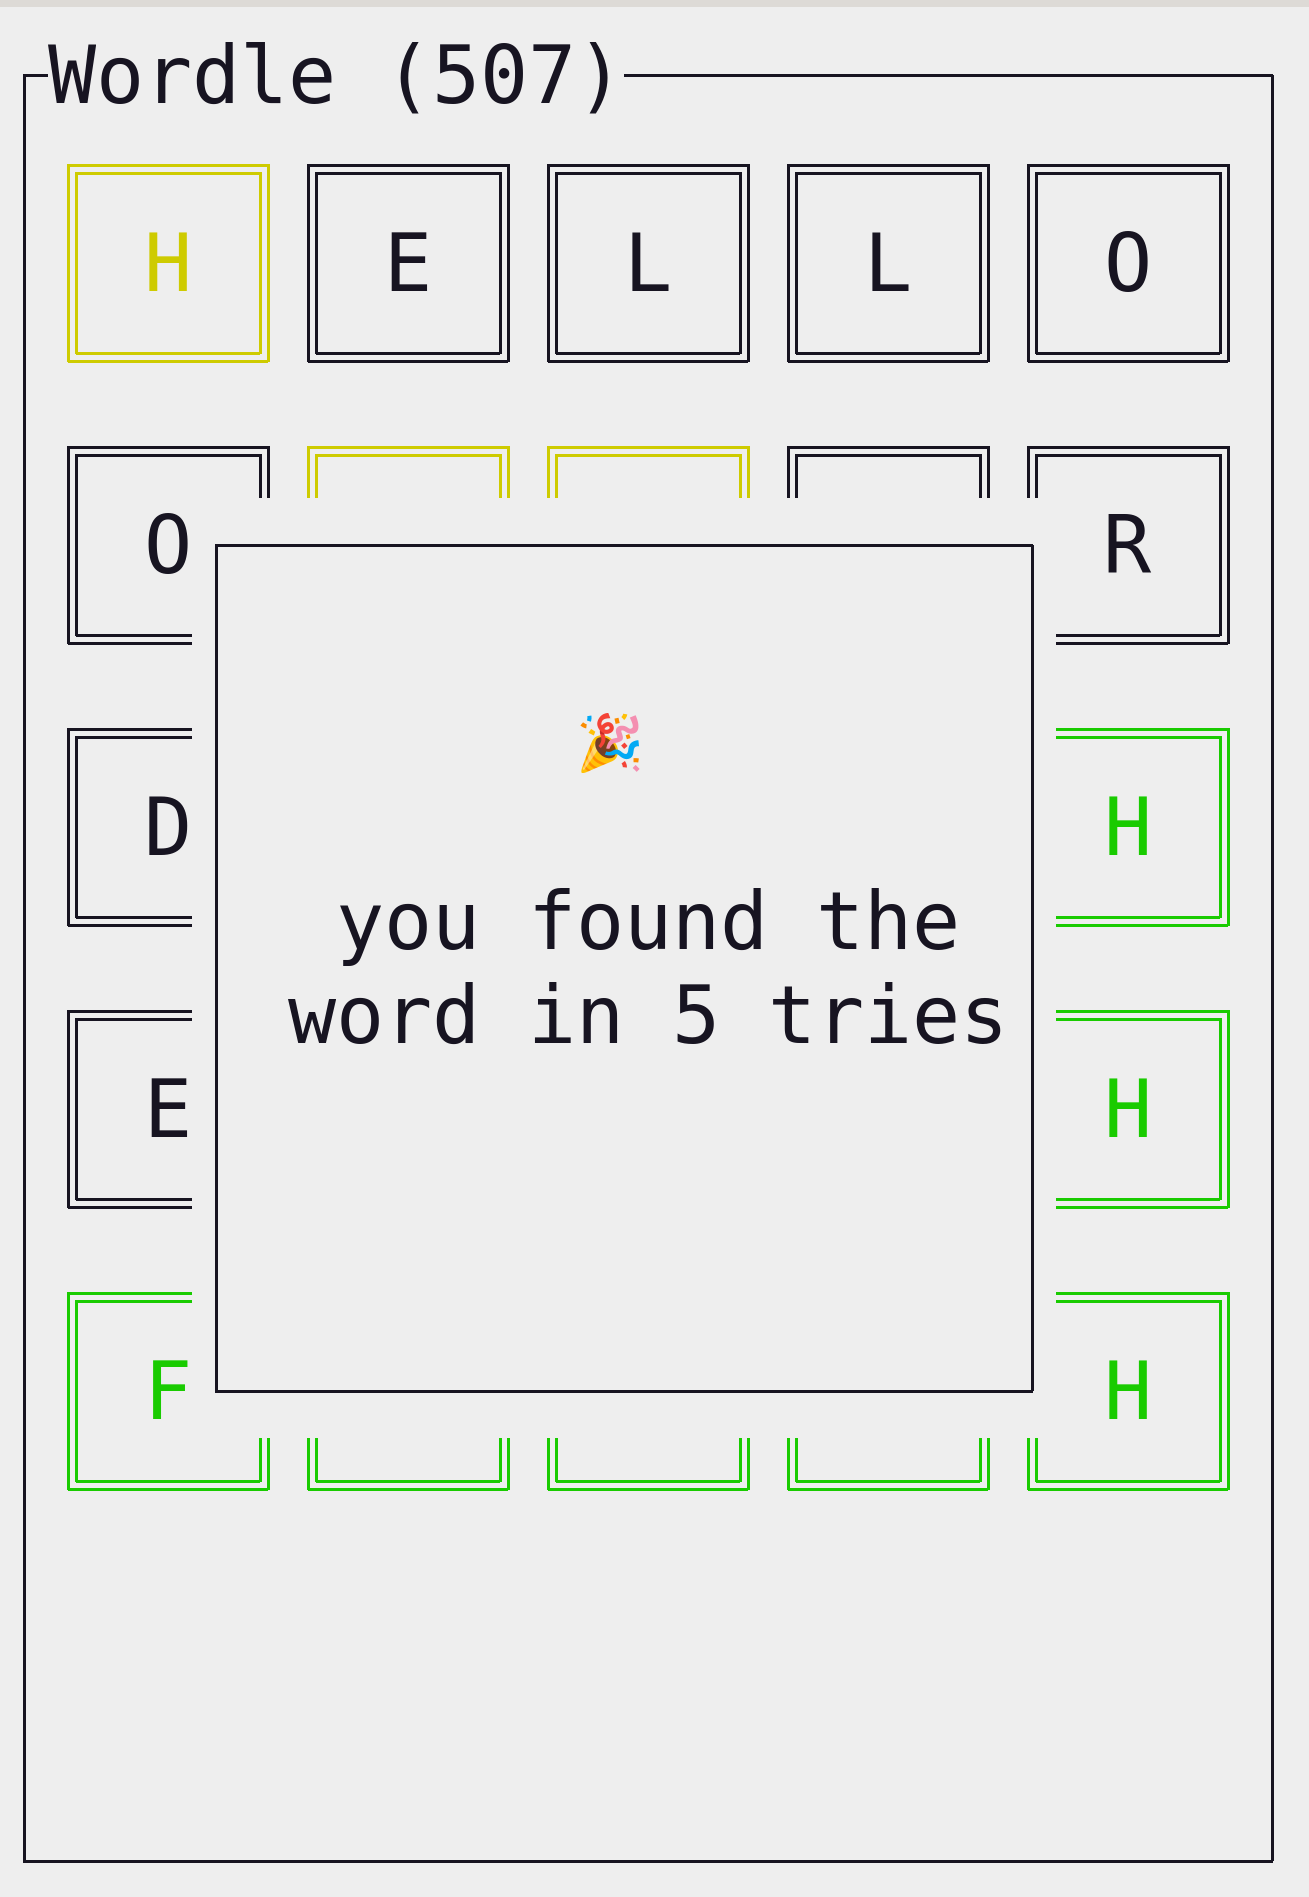 Wordle (507)
H E L L O
O R
D H
🎉
you found the
word in 5 tries
E H
F H